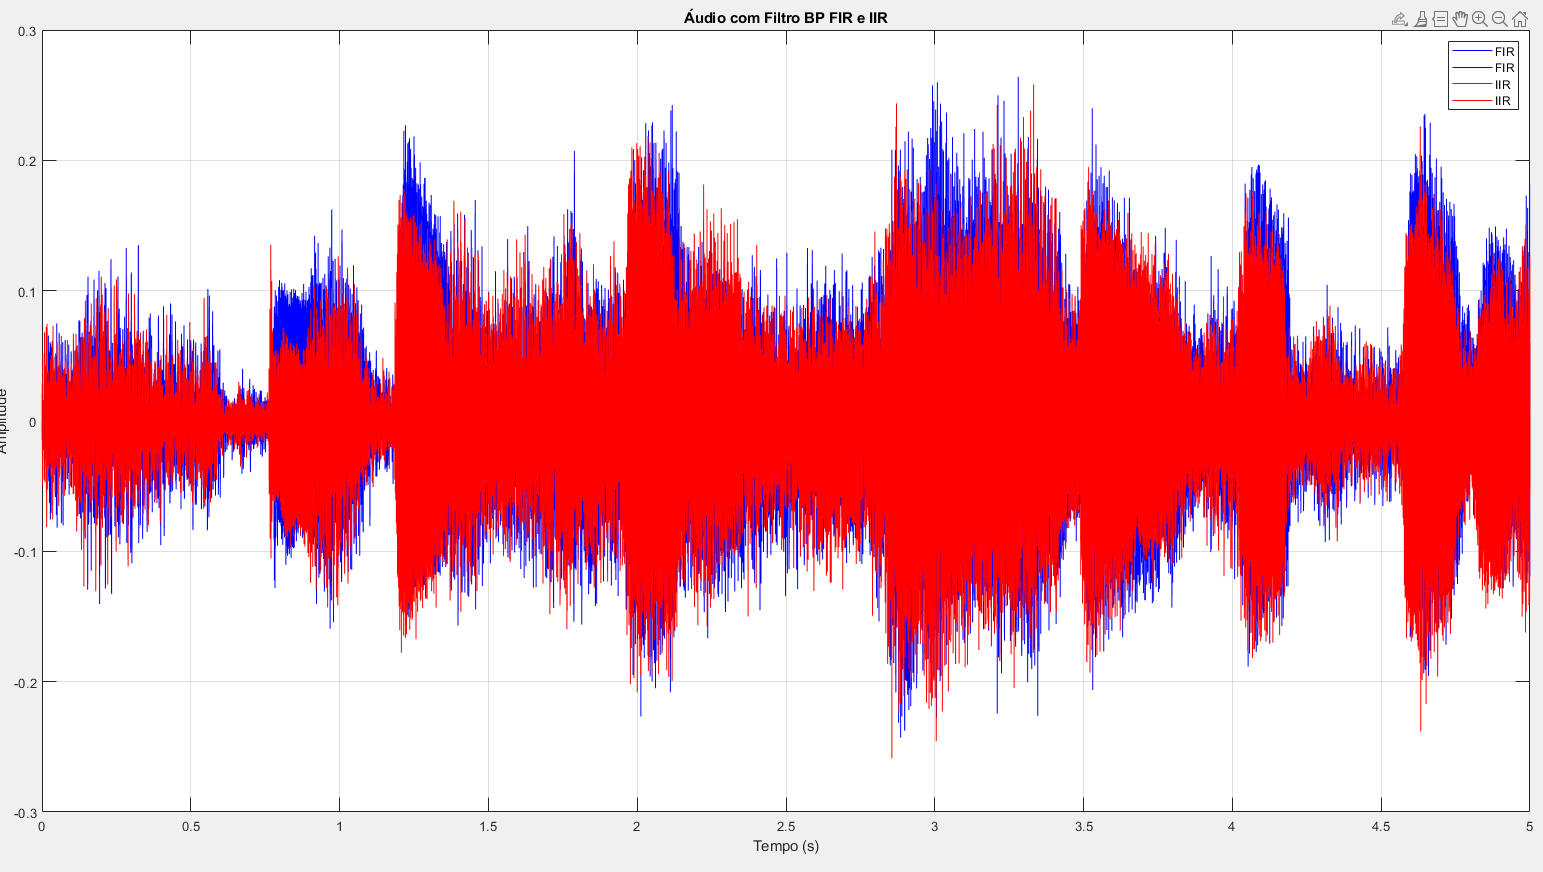 Áudio com Filtro BP FIR e IIR
FIR
FIR
IIR
IIR
0.3
0.2
0.1
0
-0.1
-0.2
-0.3
Amplitude
0 0.5 1 1.5 2 2.5 3 3.5 4 4.5 5
Tempo (s)